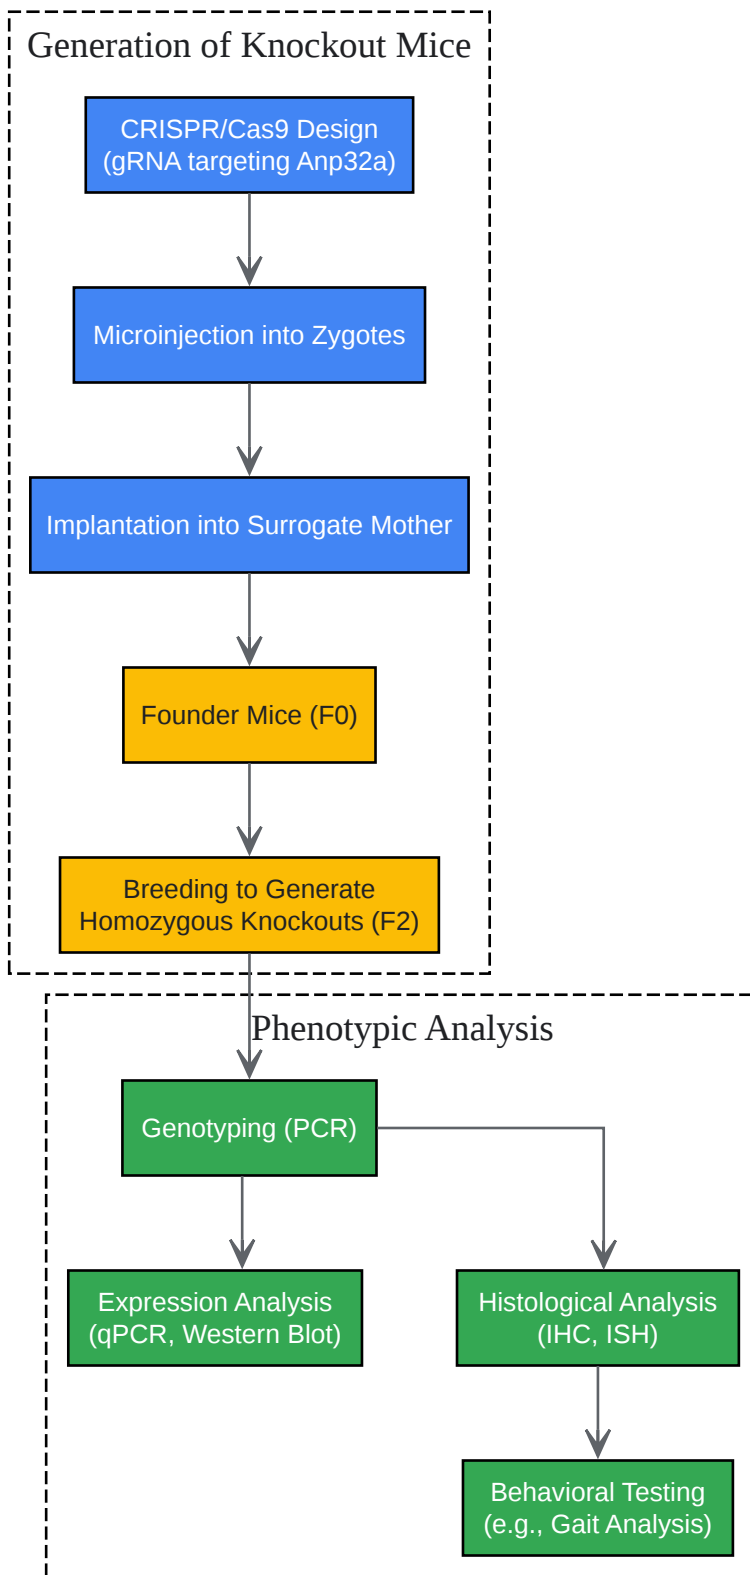 Generation of Knockout Mice
CRISPR/Cas9 Design
(gRNA targeting Anp32a)
Microinjection into Zygotes
Implantation into Surrogate Mother
Founder Mice (F0)
Breeding to Generate
Homozygous Knockouts (F2)
Phenotypic Analysis
Genotyping (PCR)
Expression Analysis
(qPCR, Western Blot)
Histological Analysis
(IHC, ISH)
Behavioral Testing
(e.g., Gait Analysis)